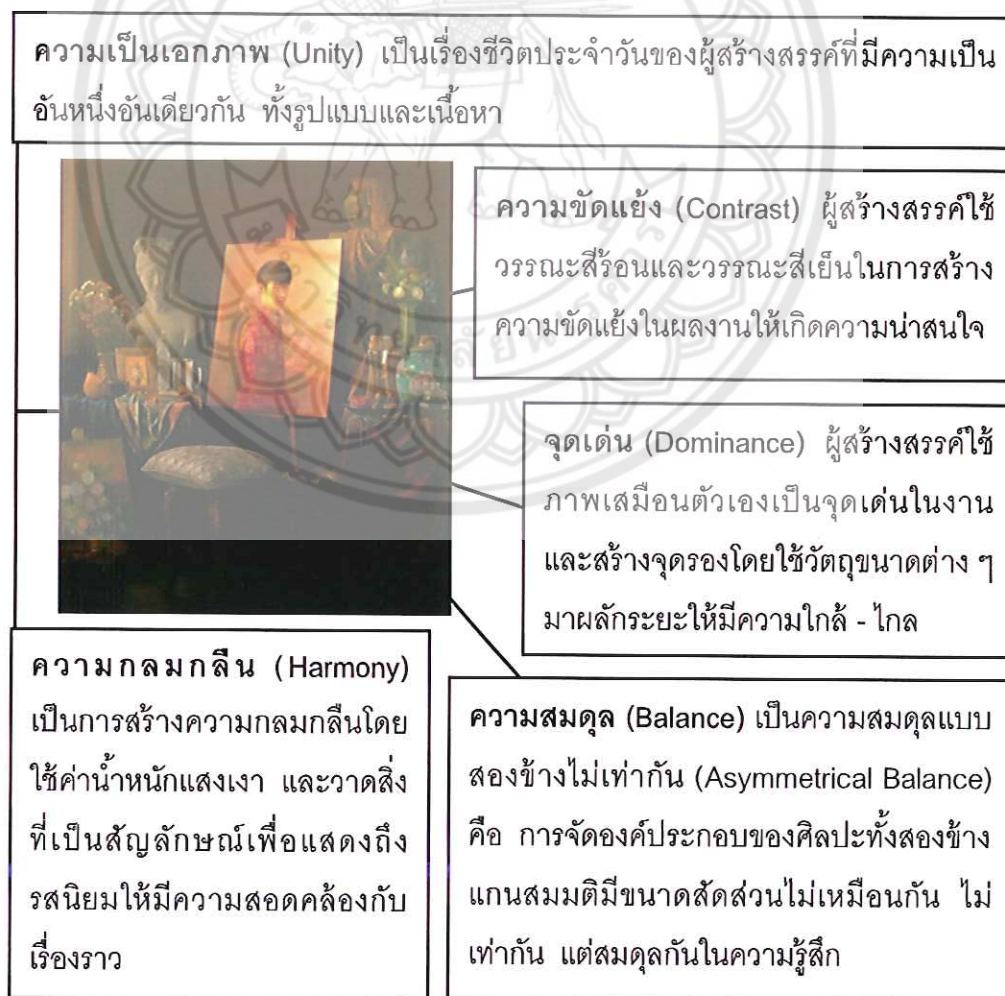 ความเป็นเอกภาพ (Unity) เป็นเรื่องชีวิตประจำวันของผู้สร้างสรรค์ที่มีความเป็น
อันหนึ่งอันเดียวกัน ทั้งรูปแบบและเนื้อหา
ความขัดแย้ง (Contrast) ผู้สร้างสรรค์ใช้
วรรณะสีร้อนและวรรณะสีเย็นในการสร้าง
ความขัดแย้งในผลงานให้เกิดความน่าสนใจ
จุดเด่น (Dominance) ผู้สร้างสรรค์ใช้
ภาพเสมือนตัวเองเป็นจุดเด่นในงาน
และสร้างจุดรองโดยใช้วัตถุขนาดต่าง ๆ
มาผลักระยะให้มีความใกล้ - ไกล
ความกลมกลืน (Harmony)
เป็นการสร้างความกลมกลืนโดย
ใช้ค่าน้ำหนักแสงเงา และวาดสิ่ง
ที่เป็นสัญลักษณ์เพื่อแสดงถึง
รสนิยมให้มีความสอดคล้องกับ
เรื่องราว
ความสมดุล (Balance) เป็นความสมดุลแบบ
สองข้างไม่เท่ากัน (Asymmetrical Balance)
คือ การจัดองค์ประกอบของศิลปะทั้งสองข้าง
แกนสมมติมีขนาดสัดส่วนไม่เหมือนกัน ไม่
เท่ากัน แต่สมดุลกันในความรู้สึก